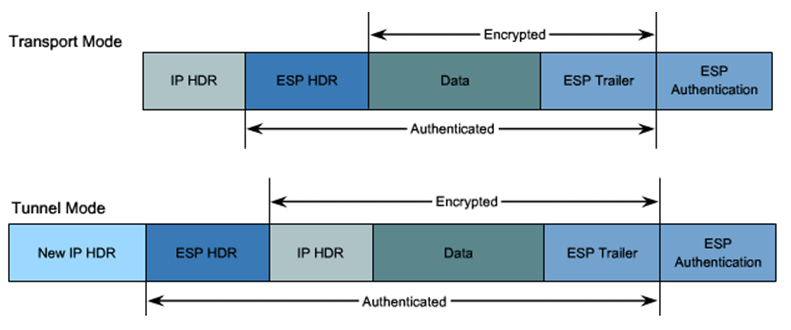 Transport Mode
Encrypted
IP HDR ESP HDR Data ESP Trailer ESP
Authentication
Authenticated
Tunnel Mode
Encrypted
New IP HDR ESP HDR IP HDR Data ESP Trailer ESP
Authentication
Authenticated